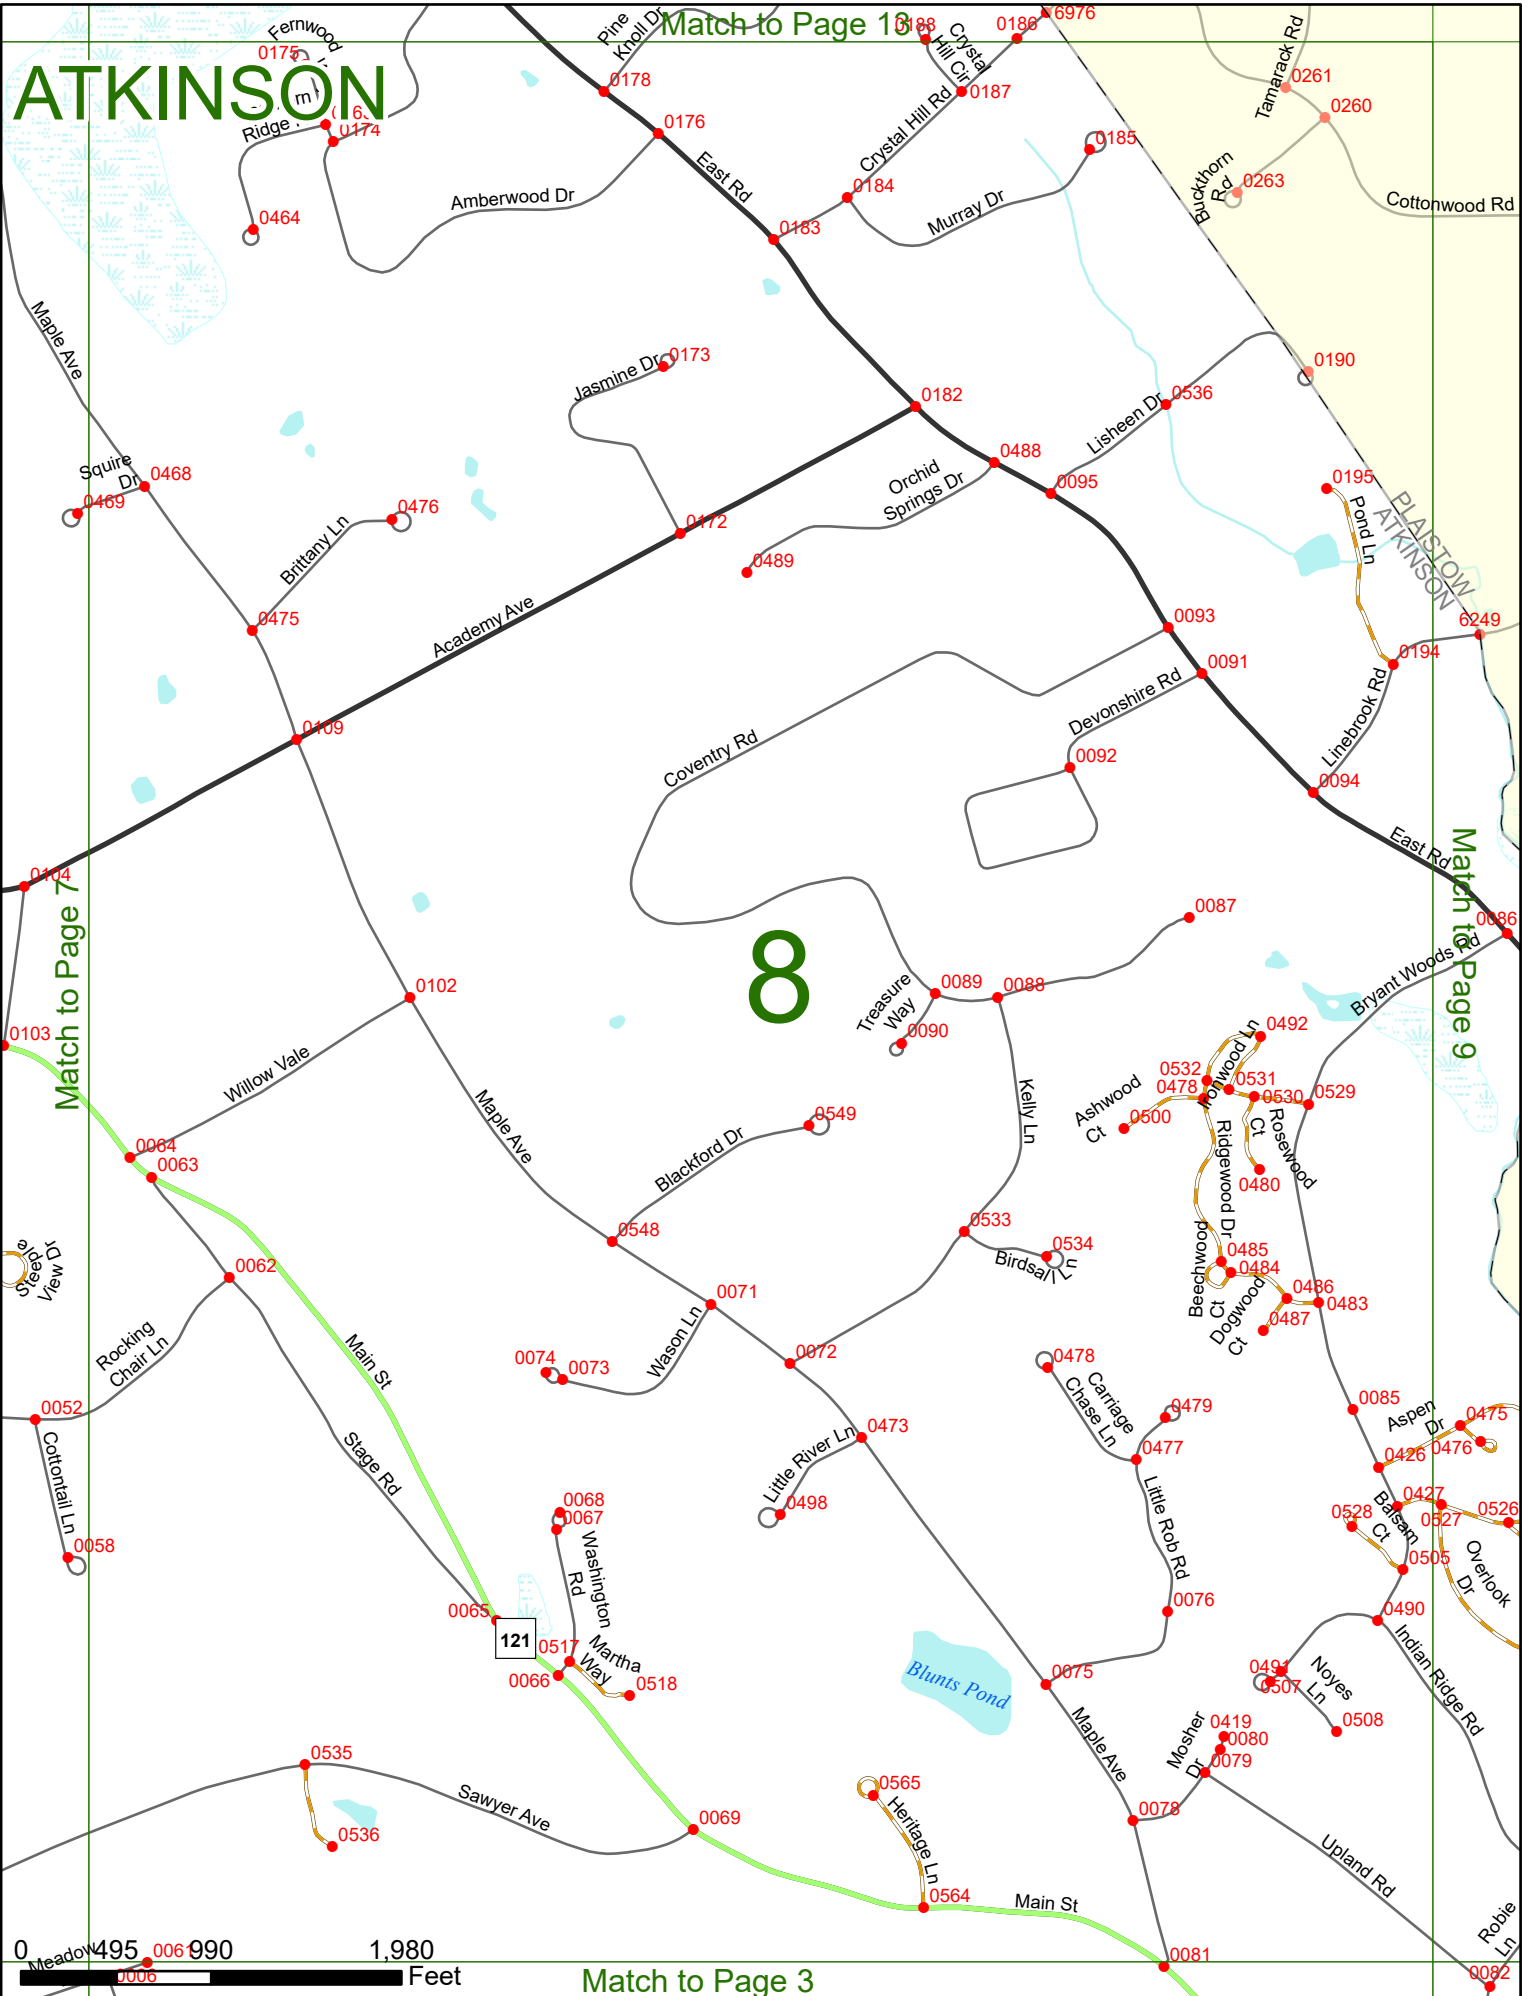 Match to Page 13
ATKINSON
Fernwood
0175
Ridge
0174
0464
Pine
Knoll Dr
0178
0176
East Rd
Amberwood Dr
0188
Crystal
Hill Cir
0186
6976
0187
Crystal Hill Rd
0184
0183
Murray Dr
0185
Tamarack Rd
0261
0260
Buckthorn
Rd
0263
Cottonwood Rd
Maple Ave
Jasmine Dr
0173
0182
0190
0536
Lisheen Dr
0488
0095
Orchid
Springs Dr
0489
0172
Squire
Dr
0468
0469
0476
Brittany Ln
0475
Academy Ave
0195
Pond Ln
PLAISTOW
ATKINSON
6249
0194
Linebrook Rd
0093
0091
Devonshire Rd
0092
0094
Coventry Rd
0109
East Rd
0104
Match to Page 7
0103
Match to Page 9
0086
Bryant Woods Rd
0087
8
0102
0089
0088
Treasure
Way
0090
Willow Vale
Maple Ave
Kelly Ln
0549
Blackford Dr
0064
0063
0492
Ironwood Ln
0532
0478
0531
0530
0529
Ashwood
Ct
0500
Rosewood
Ct
0480
Ridgewood Dr
0548
0533
0534
Birdsall Ln
0485
0484
Beechwood
Ct
Dogwood
Ct
0486
0483
0487
Steeple
View Dr
0062
0071
Rocking
Chair Ln
Main St
Wason Ln
0072
0074
0073
0478
Carriage
Chase Ln
0479
0477
0052
Cottontail Ln
0058
Stage Rd
0473
Little River Ln
0498
Little Rob Rd
0085
Aspen
Dr
0475
0476
0426
0427
0527
0526
Balsam
Ct
0528
0505
Overlook
Dr
0068
0067
Washington
Rd
0065
121
0517
0066
Martha
Way
0518
0076
0490
Indian Ridge Rd
Blunts Pond
0075
Maple Ave
0491
0507
Noyes
Ln
0508
Mosher
Dr
0419
0080
0079
0535
0536
Sawyer Ave
0069
0565
Heritage Ln
0564
Main St
0078
Upland Rd
0081
Robie
Ln
0082
Meadow
0061
0006
0 495 990 1,980
Feet
Match to Page 3